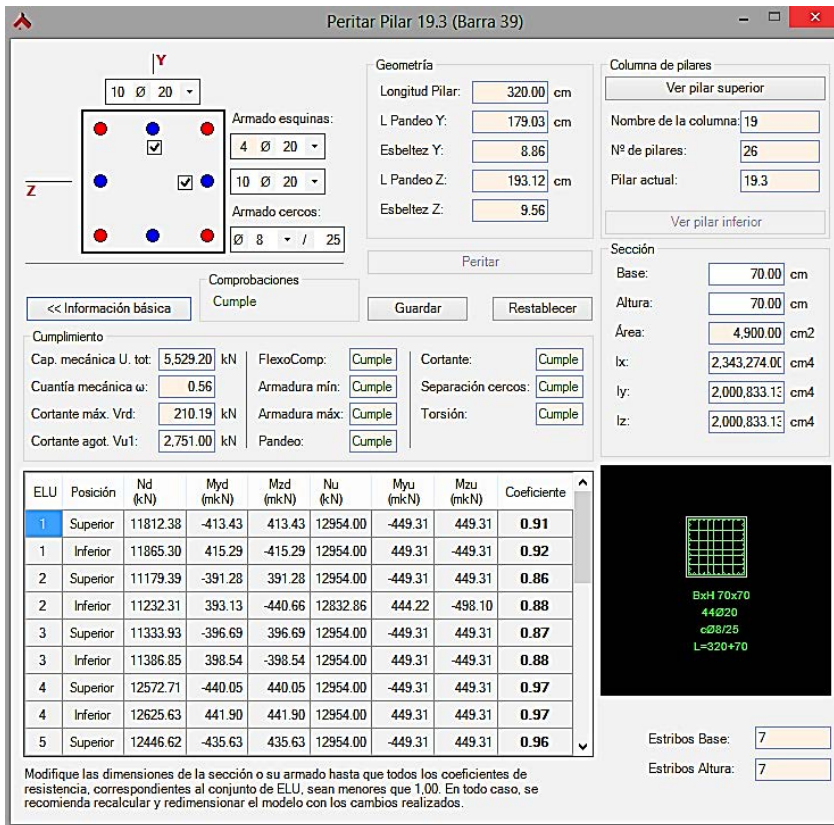 Peritar Pilar 19.3 (Barra 39)
Y
10 Ø 20
Z
Armado esquinas:
4 Ø 20
10 Ø 20
Armado cercos:
Ø 8 / 25
Geometría
Longitud Pilar: 320.00 cm
L Pandeo Y: 179.03 cm
Esbeltez Y: 8.86
L Pandeo Z: 193.12 cm
Esbeltez Z: 9.56
Columna de pilares
Ver pilar superior
Nombre de la columna: 19
Nº de pilares: 26
Pilar actual: 19.3
Ver pilar inferior
Peritar
<< Información básica
Comprobaciones
Cumple
Guardar
Restablecer
Sección
Base: 70.00 cm
Altura: 70.00 cm
Área: 4,900.00 cm2
Ix: 2,343,274.00 cm4
Iy: 2,000,833.13 cm4
Iz: 2,000,833.13 cm4
Cumplimiento
Cap. mecánica U. tot: 5,529.20 kN FlexoComp: Cumple Cortante: Cumple
Cuantía mecánica ω: 0.56 Armadura mín: Cumple Separación cercos: Cumple
Cortante máx. Vrd: 210.19 kN Armadura máx: Cumple Torsión: Cumple
Cortante agot. Vu1: 2,751.00 kN Pandeo: Cumple
ELU Posición Nd (kN) Myd (mkN) Mzd (mkN) Nu (kN) Myu (mkN) Mzu (mkN) Coeficiente
1 Superior 11812.38 -413.43 413.43 12954.00 -449.31 449.31 0.91
1 Inferior 11865.30 415.29 -415.29 12954.00 449.31 -449.31 0.92
2 Superior 11179.39 -391.28 391.28 12954.00 -449.31 449.31 0.86
2 Inferior 11232.31 393.13 -440.66 12832.86 444.22 -498.10 0.88
3 Superior 11333.93 -396.69 396.69 12954.00 -449.31 449.31 0.87
3 Inferior 11386.85 398.54 -398.54 12954.00 449.31 -449.31 0.88
4 Superior 12572.71 -440.05 440.05 12954.00 -449.31 449.31 0.97
4 Inferior 12625.63 441.90 441.90 12954.00 449.31 449.31 0.97
5 Superior 12446.62 -435.63 435.63 12954.00 -449.31 449.31 0.96
BxH 70x70
44Ø20
cØ8/25
L=320+70
Estribos Base: 7
Estribos Altura: 7
Modifique las dimensiones de la sección o su armado hasta que todos los coeficientes de
resistencia, correspondientes al conjunto de ELU, sean menores que 1,00. En todo caso, se
recomienda recalcular y redimensionar el modelo con los cambios realizados.